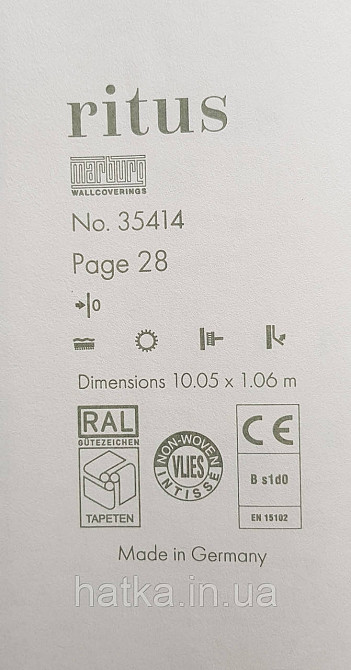 ritus
marburg
WALLCOVERINGS
No. 35414
Page 28
0
Dimensions 10.05 x 1.06 m
RAL
GÜTEZEICHEN
TAPETEN
NON-WOVEN
VLIES
INTISSE
CE
B s1d0
EN 15102
Made in Germany
hatka.in.ua